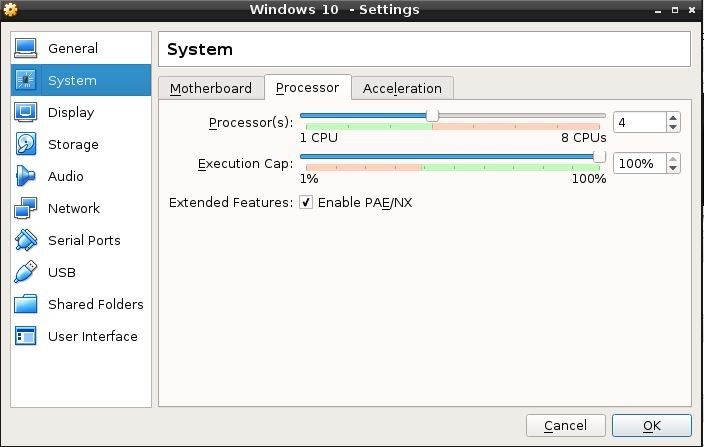 Windows 10 - Settings
General
System
Display
Storage
Audio
Network
Serial Ports
USB
Shared Folders
User Interface
System
Motherboard Processor Acceleration
Processor(s): 4
1 CPU 8 CPUs
Execution Cap: 100%
1% 100%
Extended Features: Enable PAE/NX
Cancel OK